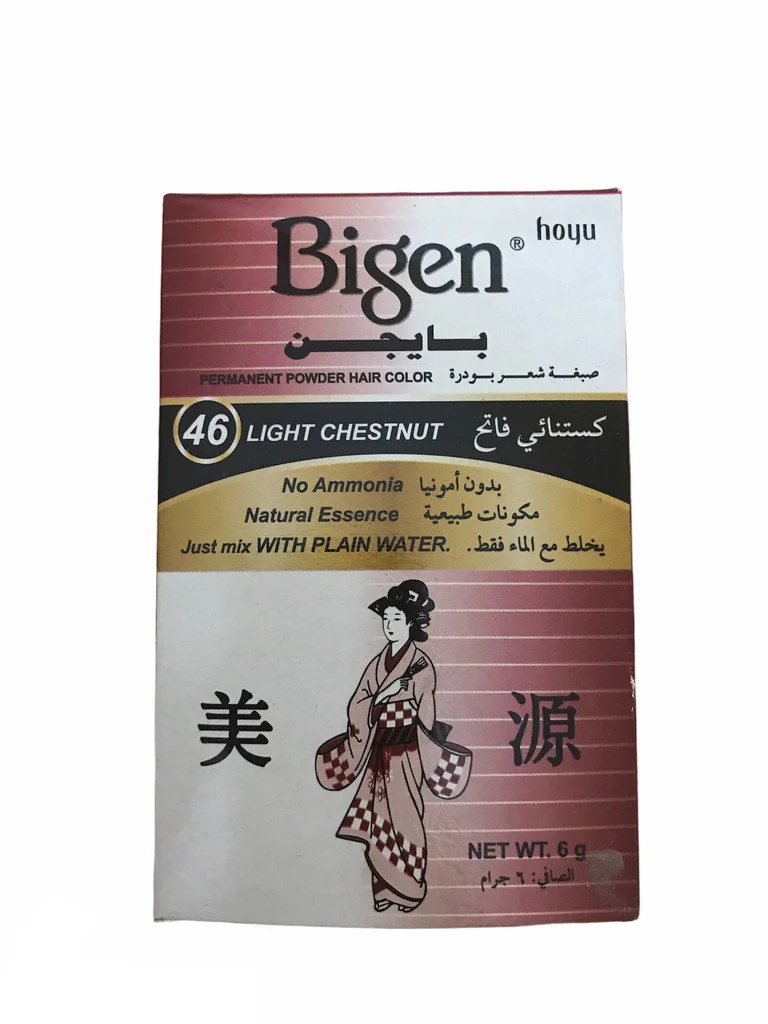 hoyu
Bigen®
بايجن
PERMANENT POWDER HAIR COLOR صبغة شعر بودرة
46 LIGHT CHESTNUT كستنائي فاتح
No Ammonia بدون أمونيا
Natural Essence مكونات طبيعية
Just mix WITH PLAIN WATER. يخلط مع الماء فقط.
美 源
NET WT. 6 g
الصافي: ٦ جرام